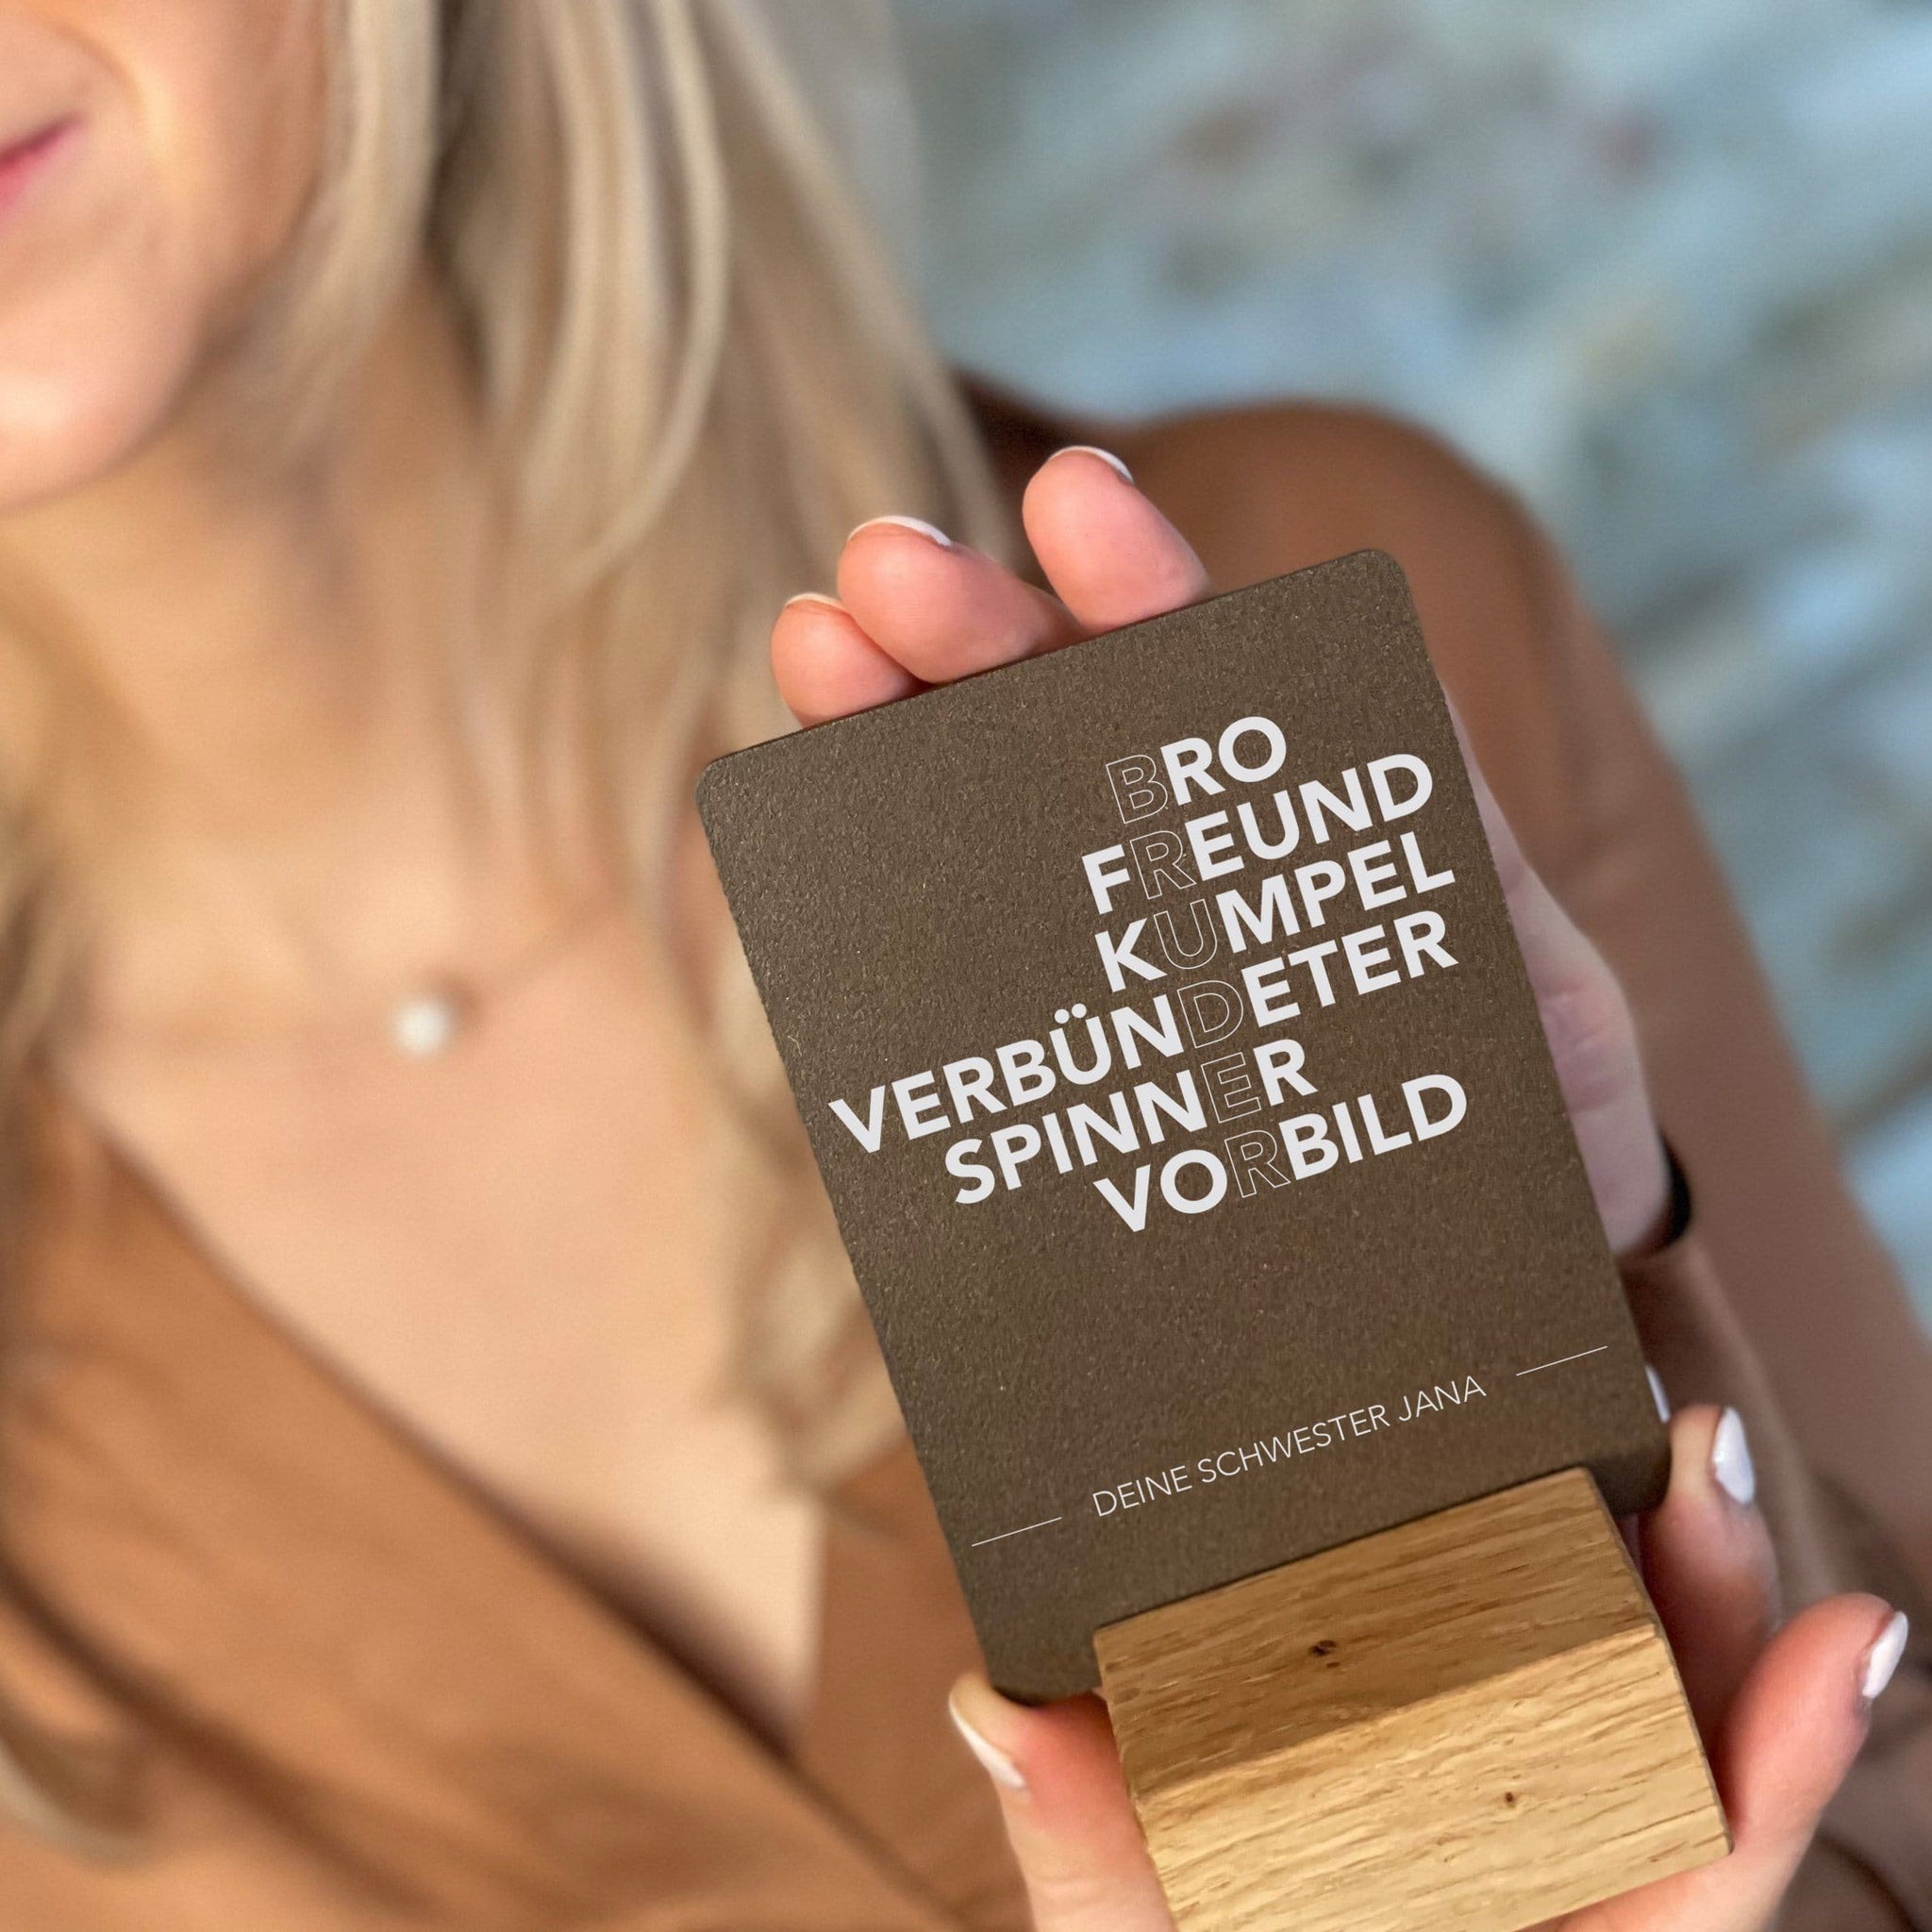 BRO
FREUND
KUMPEL
VERBÜNDETER
SPINNER
VORBILD
DEINE SCHWESTER JANA